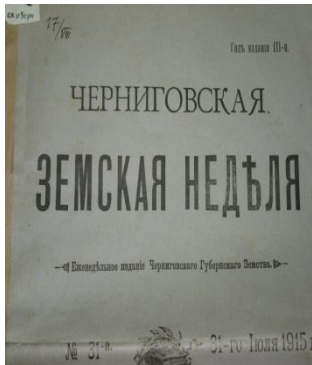 17/VIII
Годъ изданія III-й.
ЧЕРНИГОВСКАЯ.
ЗЕМСКАЯ НЕДѢЛЯ
Еженедѣльное изданіе Черниговскаго Губернскаго Земства.
№ 31-й. 31-го Іюля 1915 г